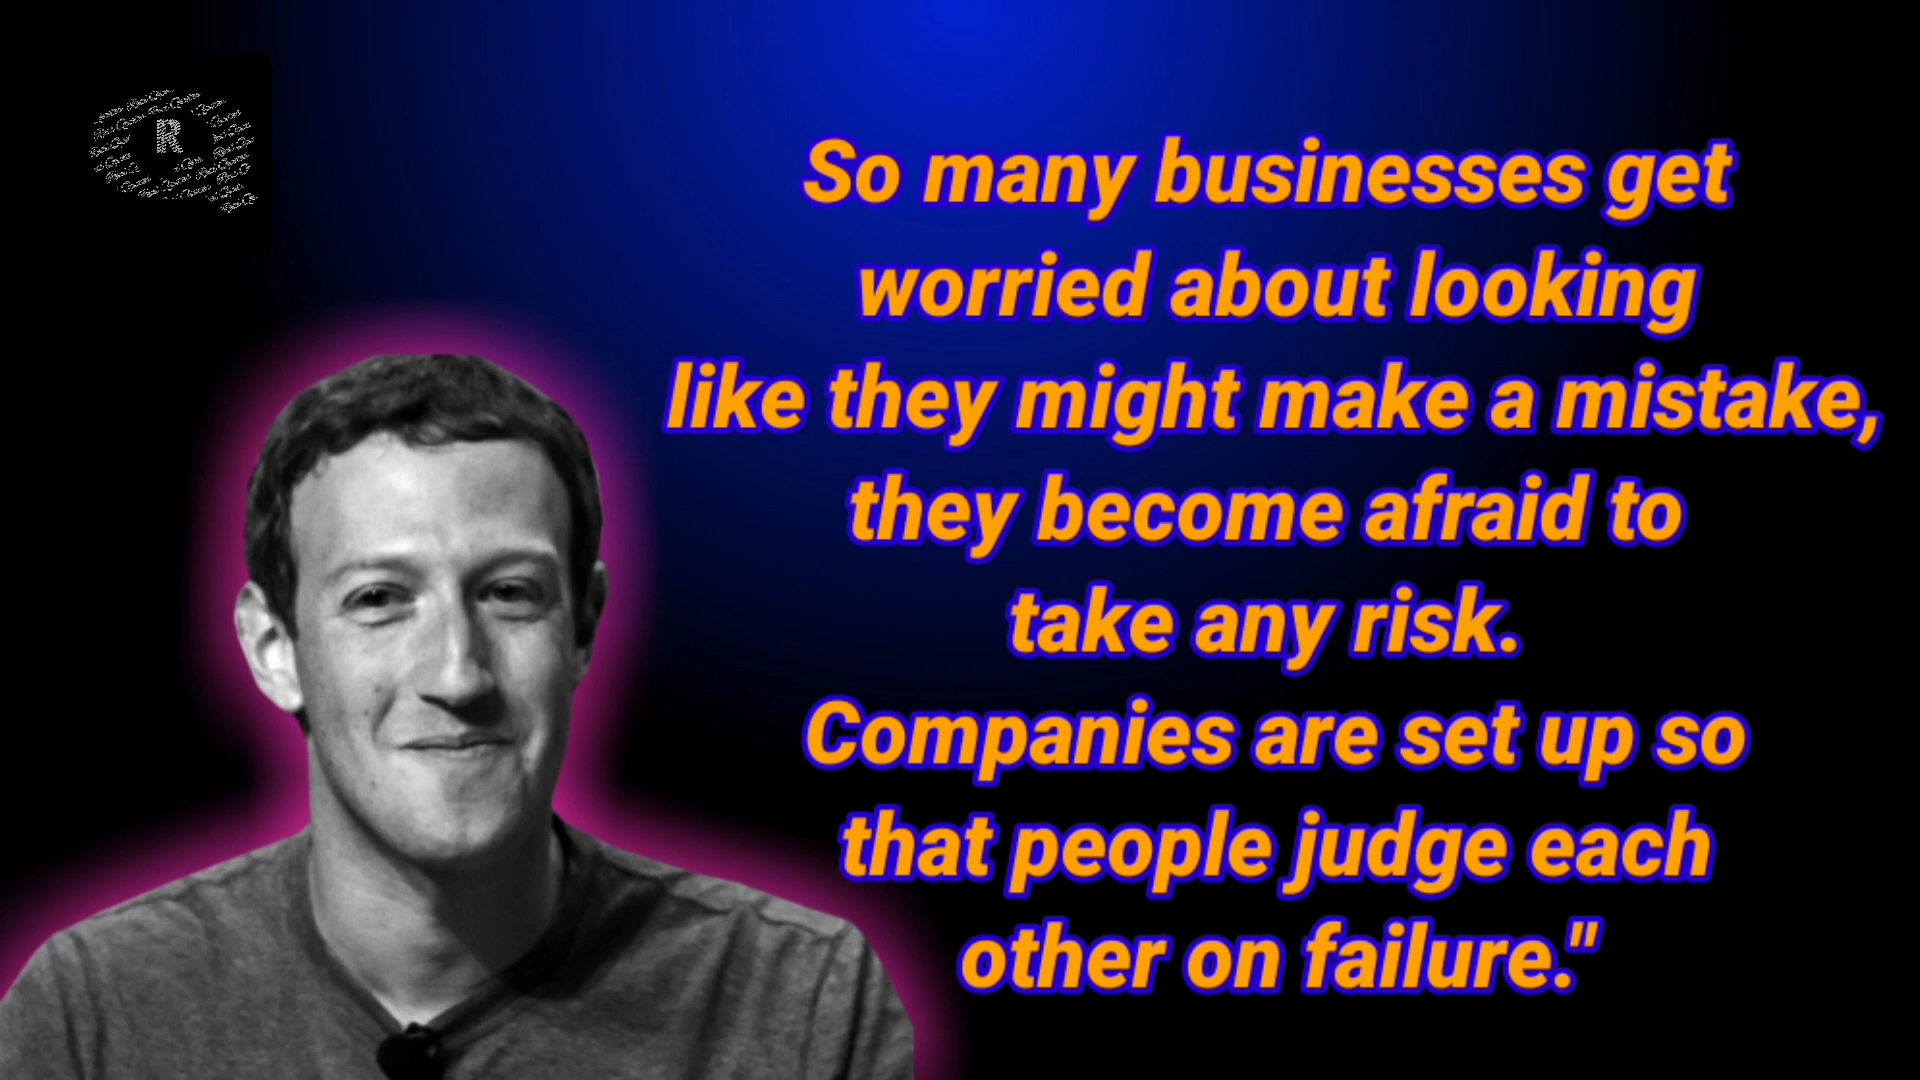 R
So many businesses get
worried about looking
like they might make a mistake,
they become afraid to
take any risk.
Companies are set up so
that people judge each
other on failure."